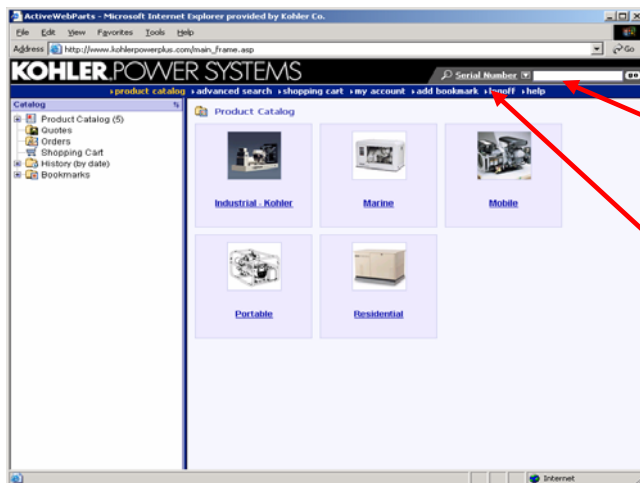 ActiveWebParts - Microsoft Internet Explorer provided by Kohler Co.
File Edit View Favorites Tools Help
Address http://www.kohlerpowerplus.com/main_frame.asp Go
KOHLER.POWER SYSTEMS
Serial Number
product catalog advanced search shopping cart my account add bookmark logoff help
Catalog
Product Catalog (5)
Quotes
Orders
Shopping Cart
History (by date)
Bookmarks
Product Catalog
Industrial - Kohler
Marine
Mobile
Portable
Residential
Internet